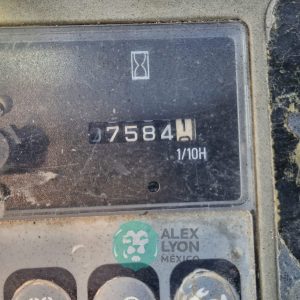 07584
1/10H
ALEX
LYON
MÉXICO